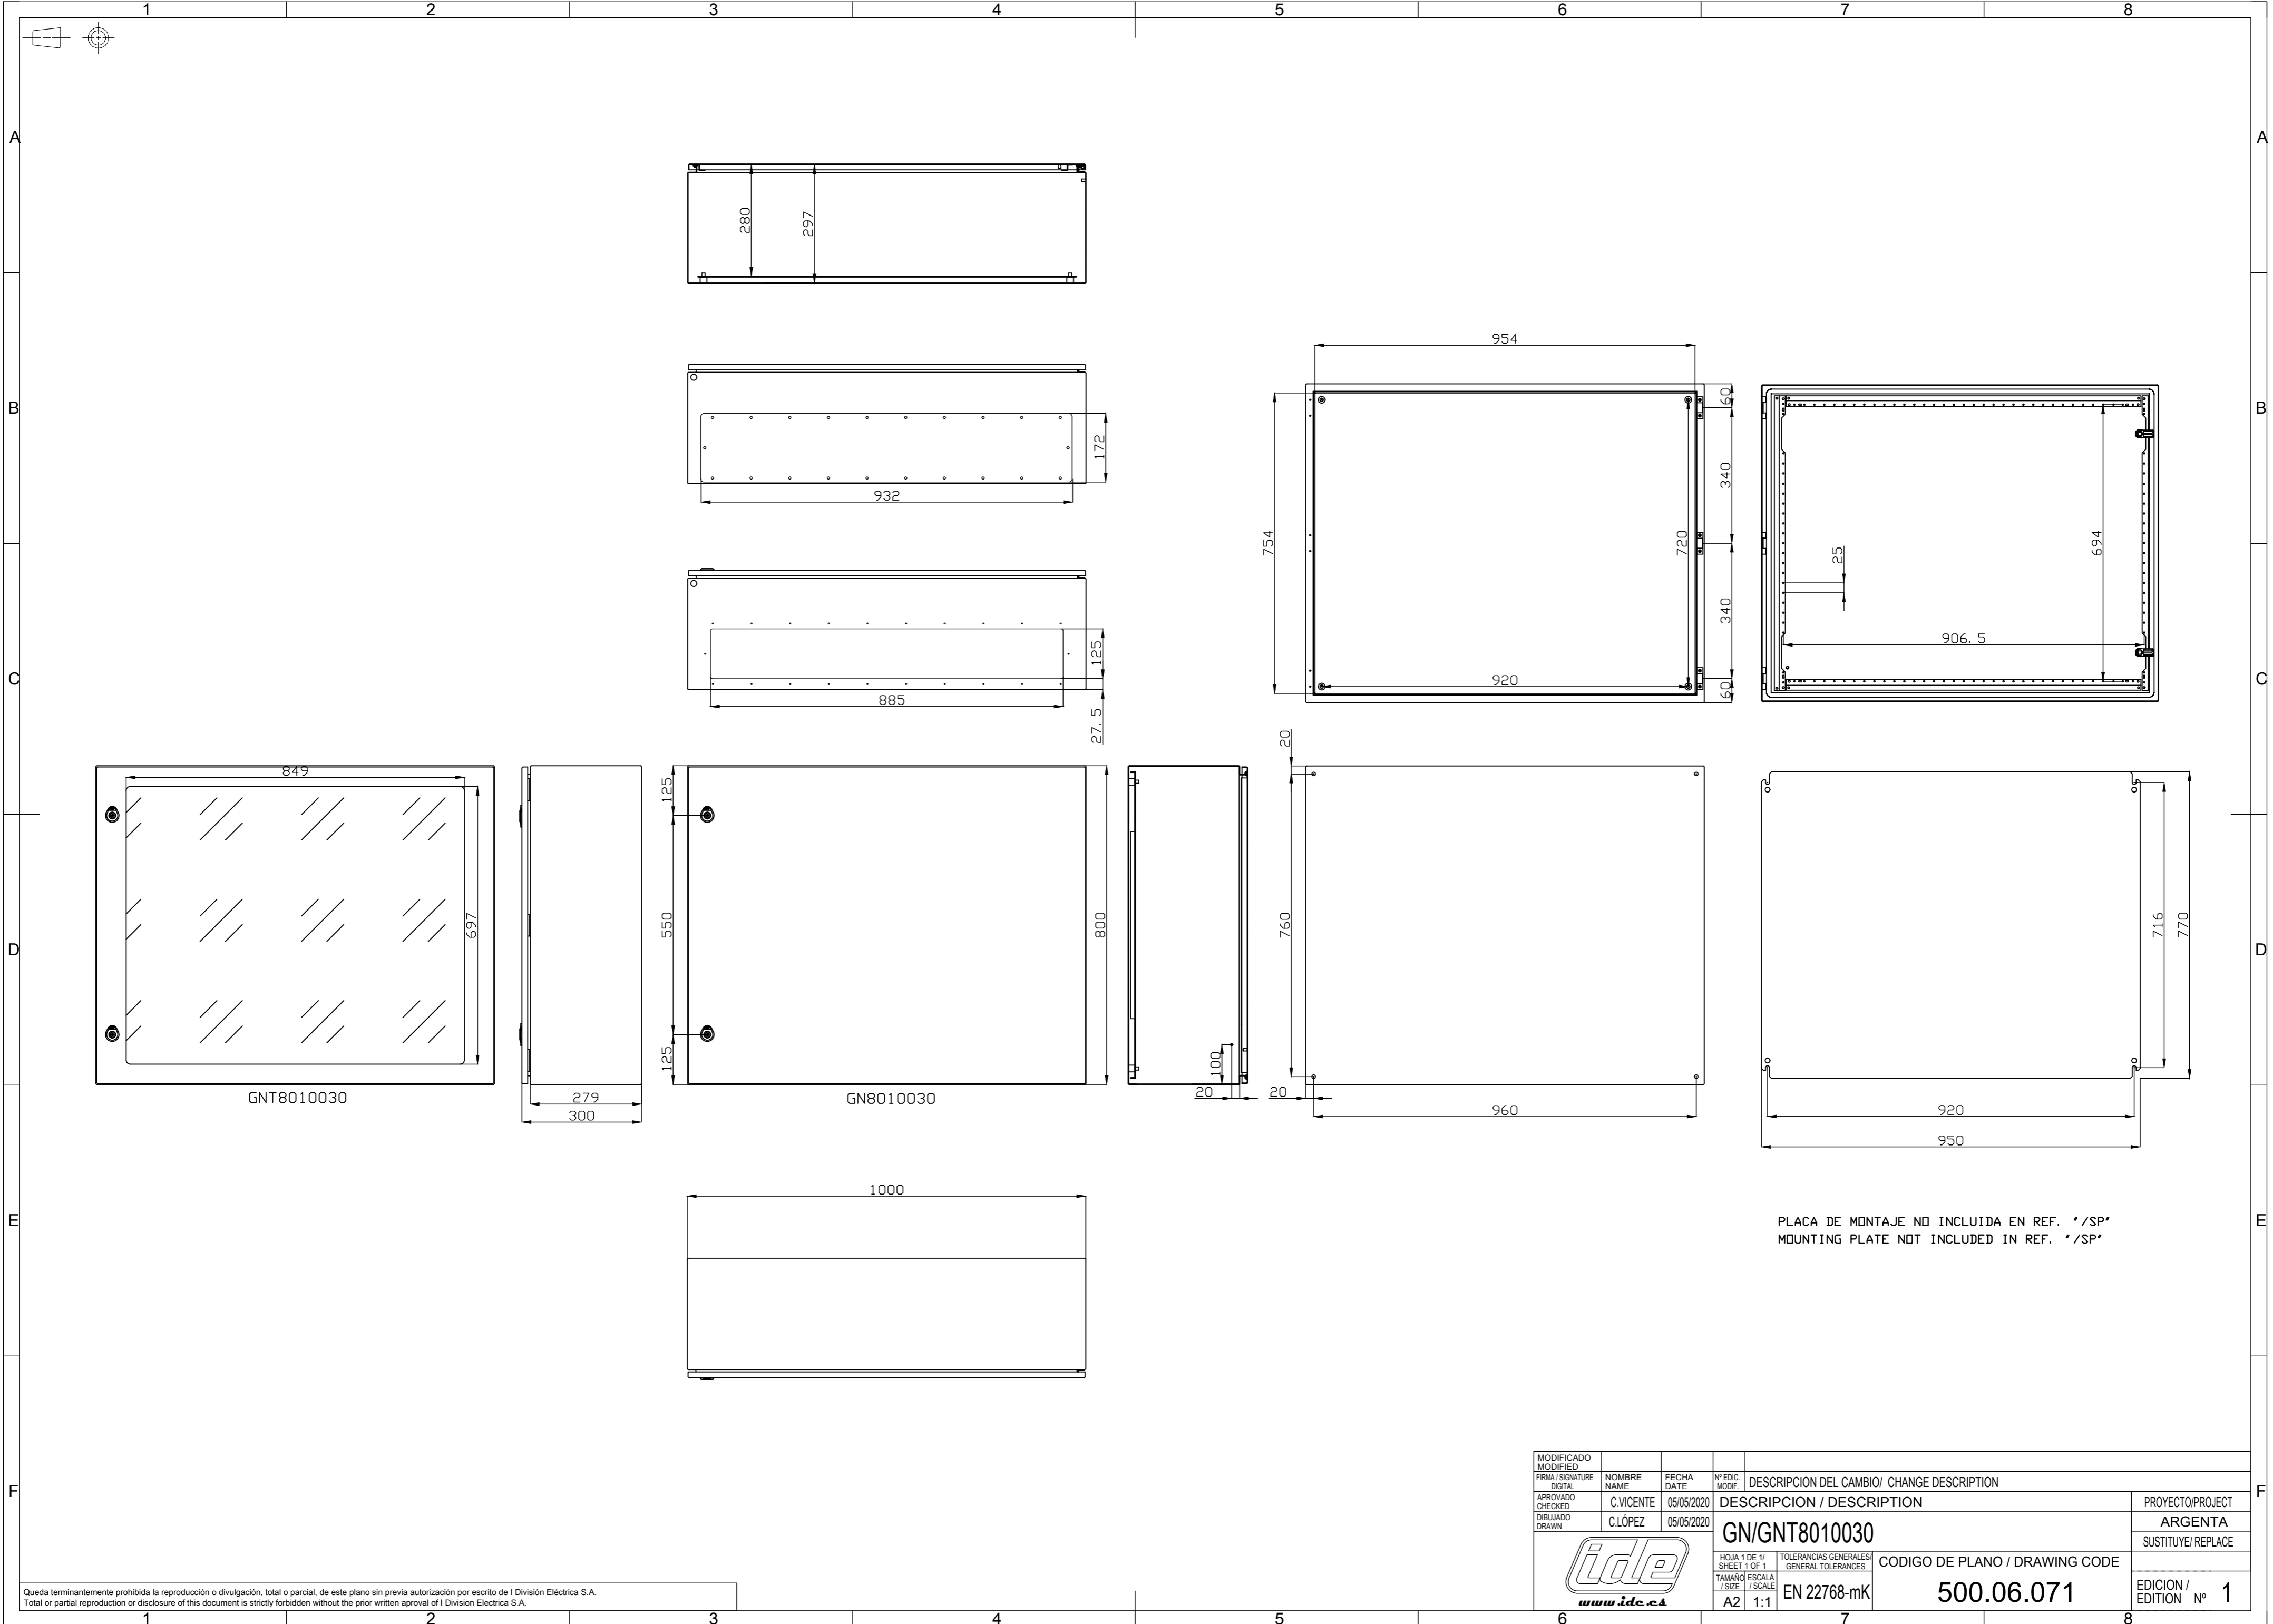 1 2 3 4 5 6 7 8
A A
280
297
954
B B
60
172
932
340
754
720
25
694
125
885
27.5
340
906.5
920
60
C C
849
125
20
697
550
800
760
716
770
D D
125
100
20
20
GNT8010030
279
300
GN8010030
960
920
950
1000
E E
PLACA DE MONTAJE NO INCLUIDA EN REF. "/SP"
MOUNTING PLATE NOT INCLUDED IN REF. "/SP"
F F
MODIFICADO
MODIFIED
FIRMA / SIGNATURE
DIGITAL
NOMBRE
NAME
FECHA
DATE
Nº EDIC.
MODIF.
DESCRIPCION DEL CAMBIO/ CHANGE DESCRIPTION
APROVADO
CHECKED
C.VICENTE
05/05/2020
DESCRIPCION / DESCRIPTION
PROYECTO/PROJECT
DIBUJADO
DRAWN
C.LÓPEZ
05/05/2020
GN/GNT8010030
ARGENTA
SUSTITUYE/ REPLACE
ide
www.ide.es
HOJA 1 DE 1/
SHEET 1 OF 1
TOLERANCIAS GENERALES/
GENERAL TOLERANCES
CODIGO DE PLANO / DRAWING CODE
TAMAÑO
/ SIZE
ESCALA
/ SCALE
A2
1:1
EN 22768-mK
500.06.071
EDICION /
EDITION Nº 1
Queda terminantemente prohibida la reproducción o divulgación, total o parcial, de este plano sin previa autorización por escrito de I División Eléctrica S.A.
Total or partial reproduction or disclosure of this document is strictly forbidden without the prior written aproval of I Division Electrica S.A.
1 2 3 4 5 6 7 8